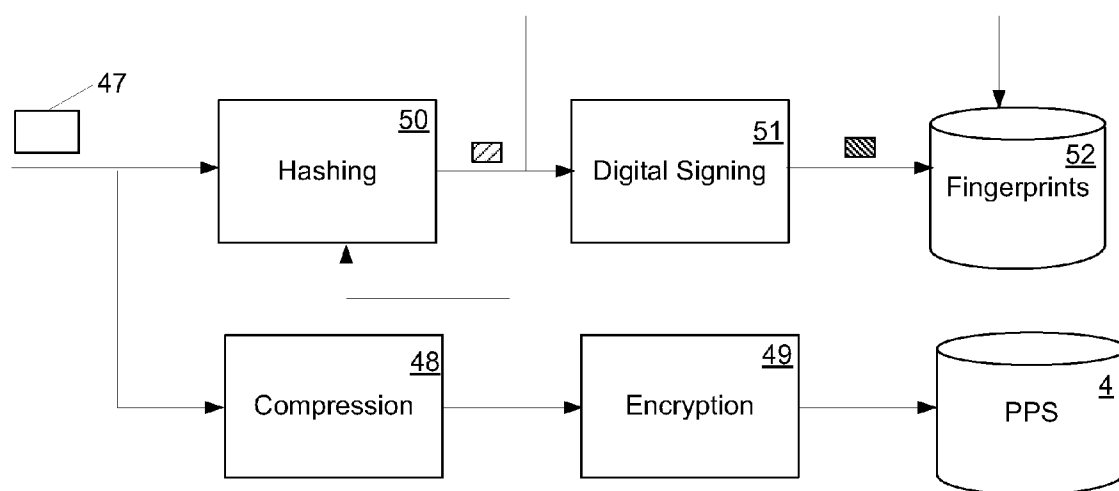 47
50
Hashing
51
Digital Signing
52
Fingerprints
48
Compression
49
Encryption
4
PPS